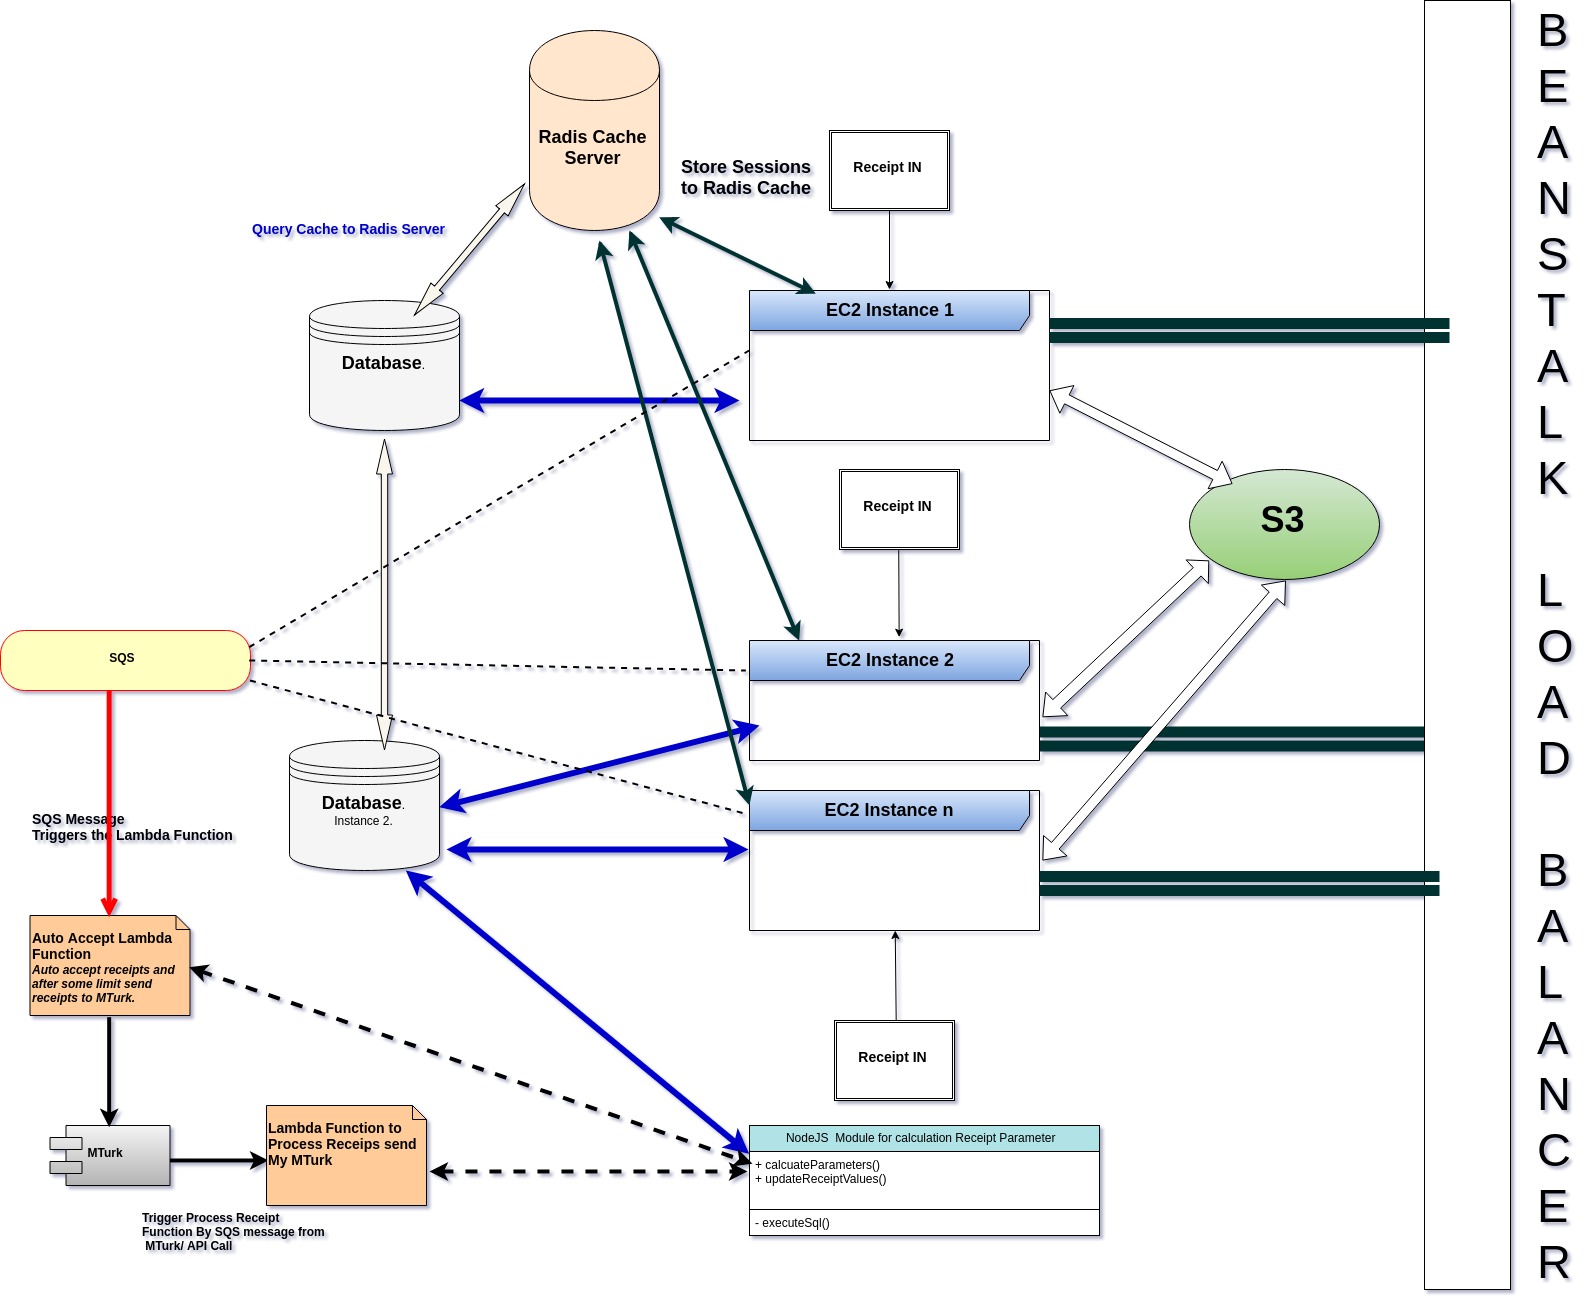 Radis Cache
Server
Store Sessions
to Radis Cache
Receipt IN
Query Cache to Radis Server
EC2 Instance 1
Database.
Receipt IN
S3
SQS
EC2 Instance 2
Database.
Instance 2.
EC2 Instance n
SQS Message
Triggers the Lambda Function
Auto Accept Lambda
Function
Auto accept receipts and
after some limit send
receipts to MTurk.
Receipt IN
MTurk
Lambda Function to
Process Receips send
My MTurk
NodeJS  Module for calculation Receipt Parameter
+ calcuateParameters()
+ updateReceiptValues()
- executeSql()
Trigger Process Receipt
Function By SQS message from
MTurk/ API Call
BEANSTALK LOAD BALANCER